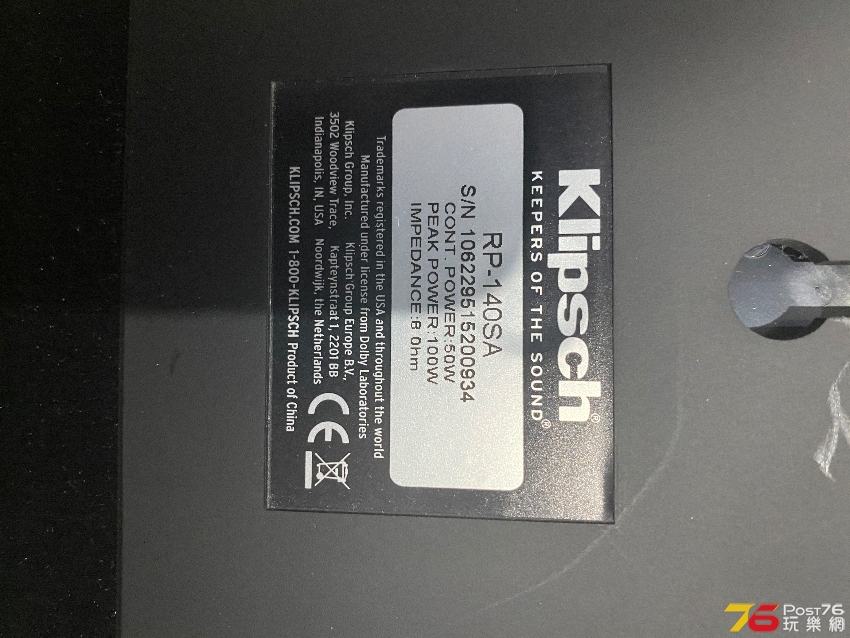 Klipsch®
KEEPERS OF THE SOUND®
RP-140SA
S/N 106229515200934
CONT. POWER:50W
PEAK POWER:100W
IMPEDANCE:8 Ohm
Trademarks registered in the USA and throughout the world
Manufactured under license from Dolby Laboratories
Klipsch Group, Inc. Klipsch Group Europe B.V.,
3502 Woodview Trace, Kapteynstraat 1, 2201 BB
Indianapolis, IN, USA Noordwijk, the Netherlands
KLIPSCH.COM 1-800-KLIPSCH Product of China
CE
76 POST76
玩樂網